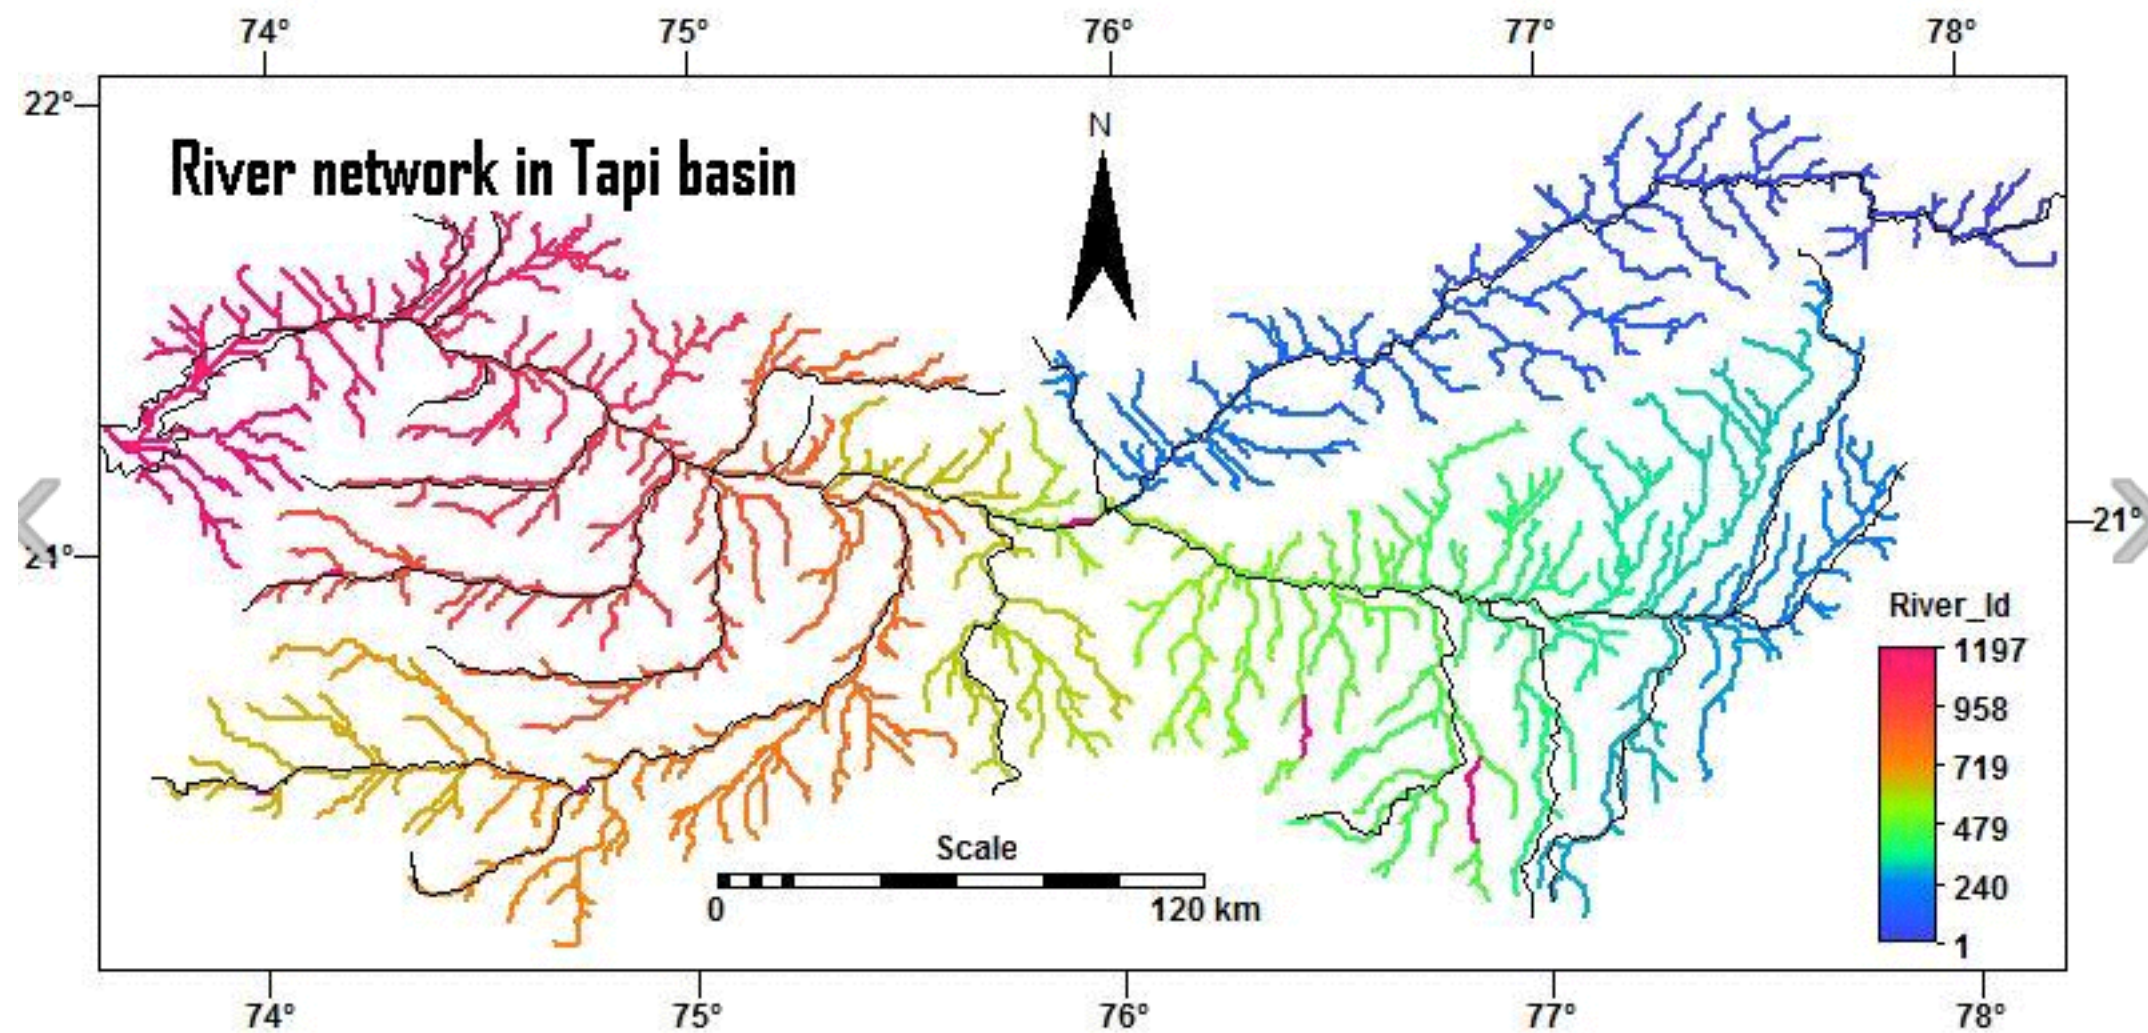 74° 75° 76° 77° 78°
22°
N
River network in Tapi basin
21° 21°
River_Id
1197
958
719
479
240
1
Scale
0 120 km
74° 75° 76° 77° 78°